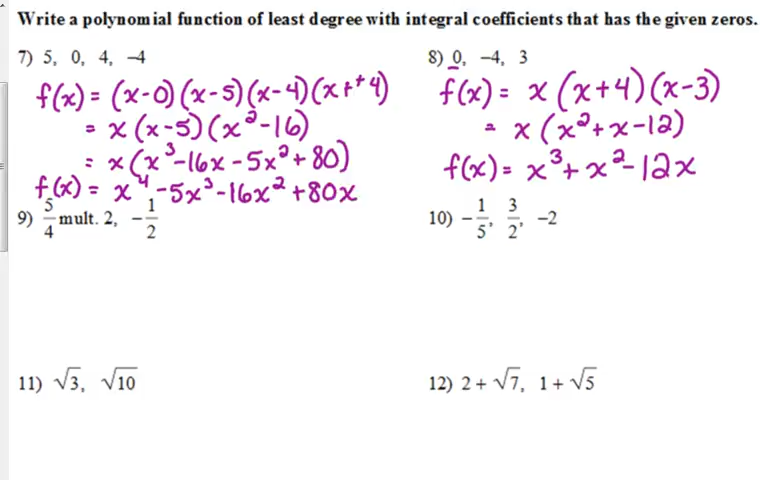 Write a polynomial function of least degree with integral coefficients that has the given zeros.
7) 5, 0, 4, −4
f(x) = (x-0)(x-5)(x-4)(x++4)
= x(x-5)(x²-16)
= x(x³-16x-5x²+80)
f(x) = x⁴-5x³-16x²+80x
8) 0, −4, 3
f(x) = x(x+4)(x-3)
= x(x²+x-12)
f(x) = x³+x²-12x
9) 5/4 mult. 2, −1/2
10) −1/5, 3/2, −2
11) √3, √10
12) 2 + √7, 1 + √5